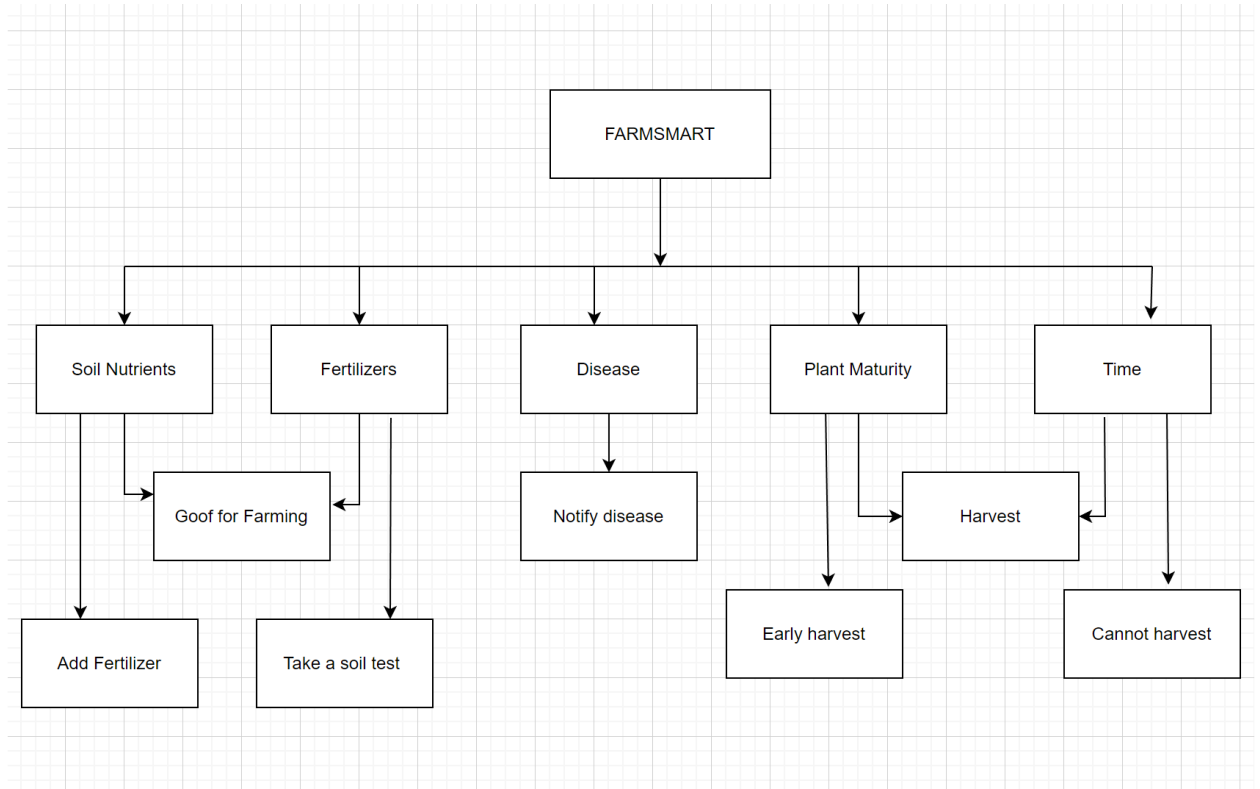 FARMSMART
Soil Nutrients
Fertilizers
Disease
Plant Maturity
Time
Goof for Farming
Notify disease
Harvest
Add Fertilizer
Take a soil test
Early harvest
Cannot harvest